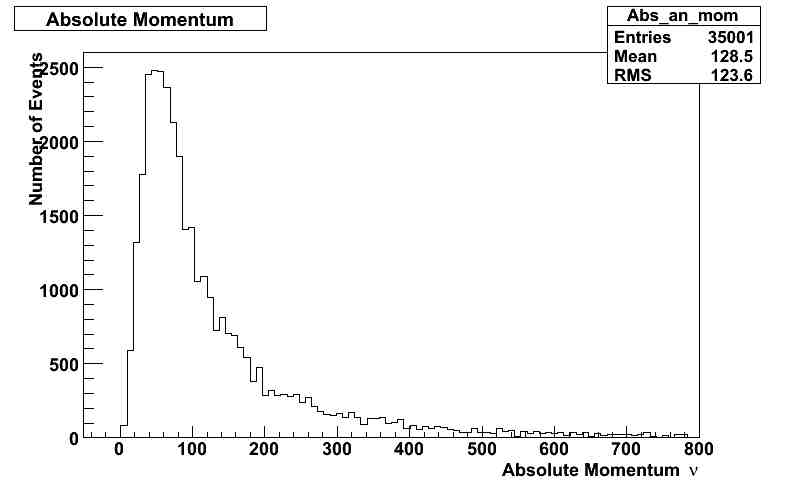 Absolute Momentum
Abs_an_mom
Entries 35001
Mean 128.5
RMS 123.6
Number of Events
2500
2000
1500
1000
500
0
0 100 200 300 400 500 600 700 800
Absolute Momentum ν